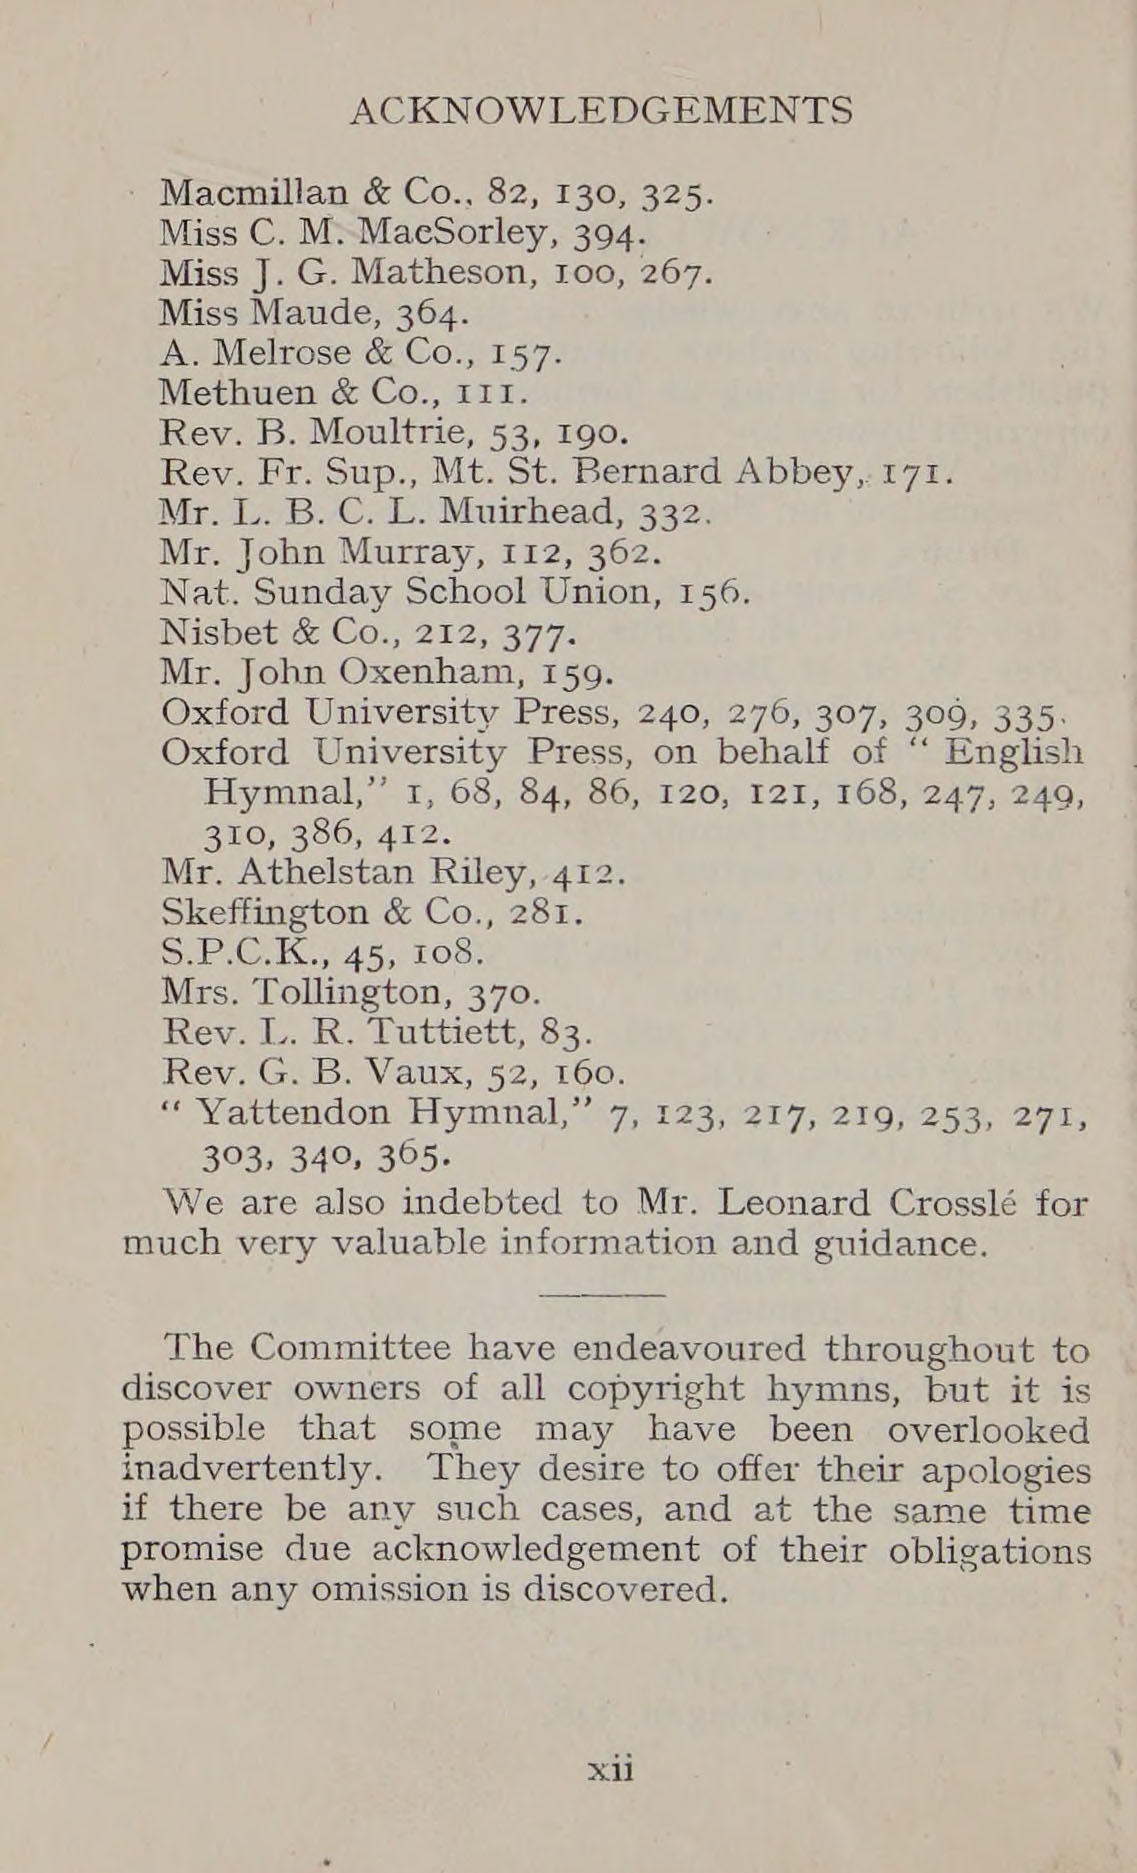 ACKNOWLEDGEMENTS
Macmillan & Co., 82, 130, 325.
Miss C. M. MacSorley, 394.
Miss J. G. Matheson, 100, 267.
Miss Maude, 364.
A. Melrose & Co., 157.
Methuen & Co., 111.
Rev. B. Moultrie, 53, 190.
Rev. Fr. Sup., Mt. St. Bernard Abbey, 171.
Mr. L. B. C. L. Muirhead, 332.
Mr. John Murray, 112, 362.
Nat. Sunday School Union, 156.
Nisbet & Co., 212, 377.
Mr. John Oxenham, 159.
Oxford University Press, 240, 276, 307, 309, 335.
Oxford University Press, on behalf of “ English
Hymnal,” 1, 68, 84, 86, 120, 121, 168, 247, 249,
310, 386, 412.
Mr. Athelstan Riley, 412.
Skeffington & Co., 281.
S.P.C.K., 45, 108.
Mrs. Tollington, 370.
Rev. L. R. Tuttiett, 83.
Rev. G. B. Vaux, 52, 160.
“ Yattendon Hymnal,” 7, 123, 217, 219, 253, 271,
303, 340, 365.
We are also indebted to Mr. Leonard Crosslé for
much very valuable information and guidance.
The Committee have endeavoured throughout to
discover owners of all copyright hymns, but it is
possible that some may have been overlooked
inadvertently. They desire to offer their apologies
if there be any such cases, and at the same time
promise due acknowledgement of their obligations
when any omission is discovered.
xii